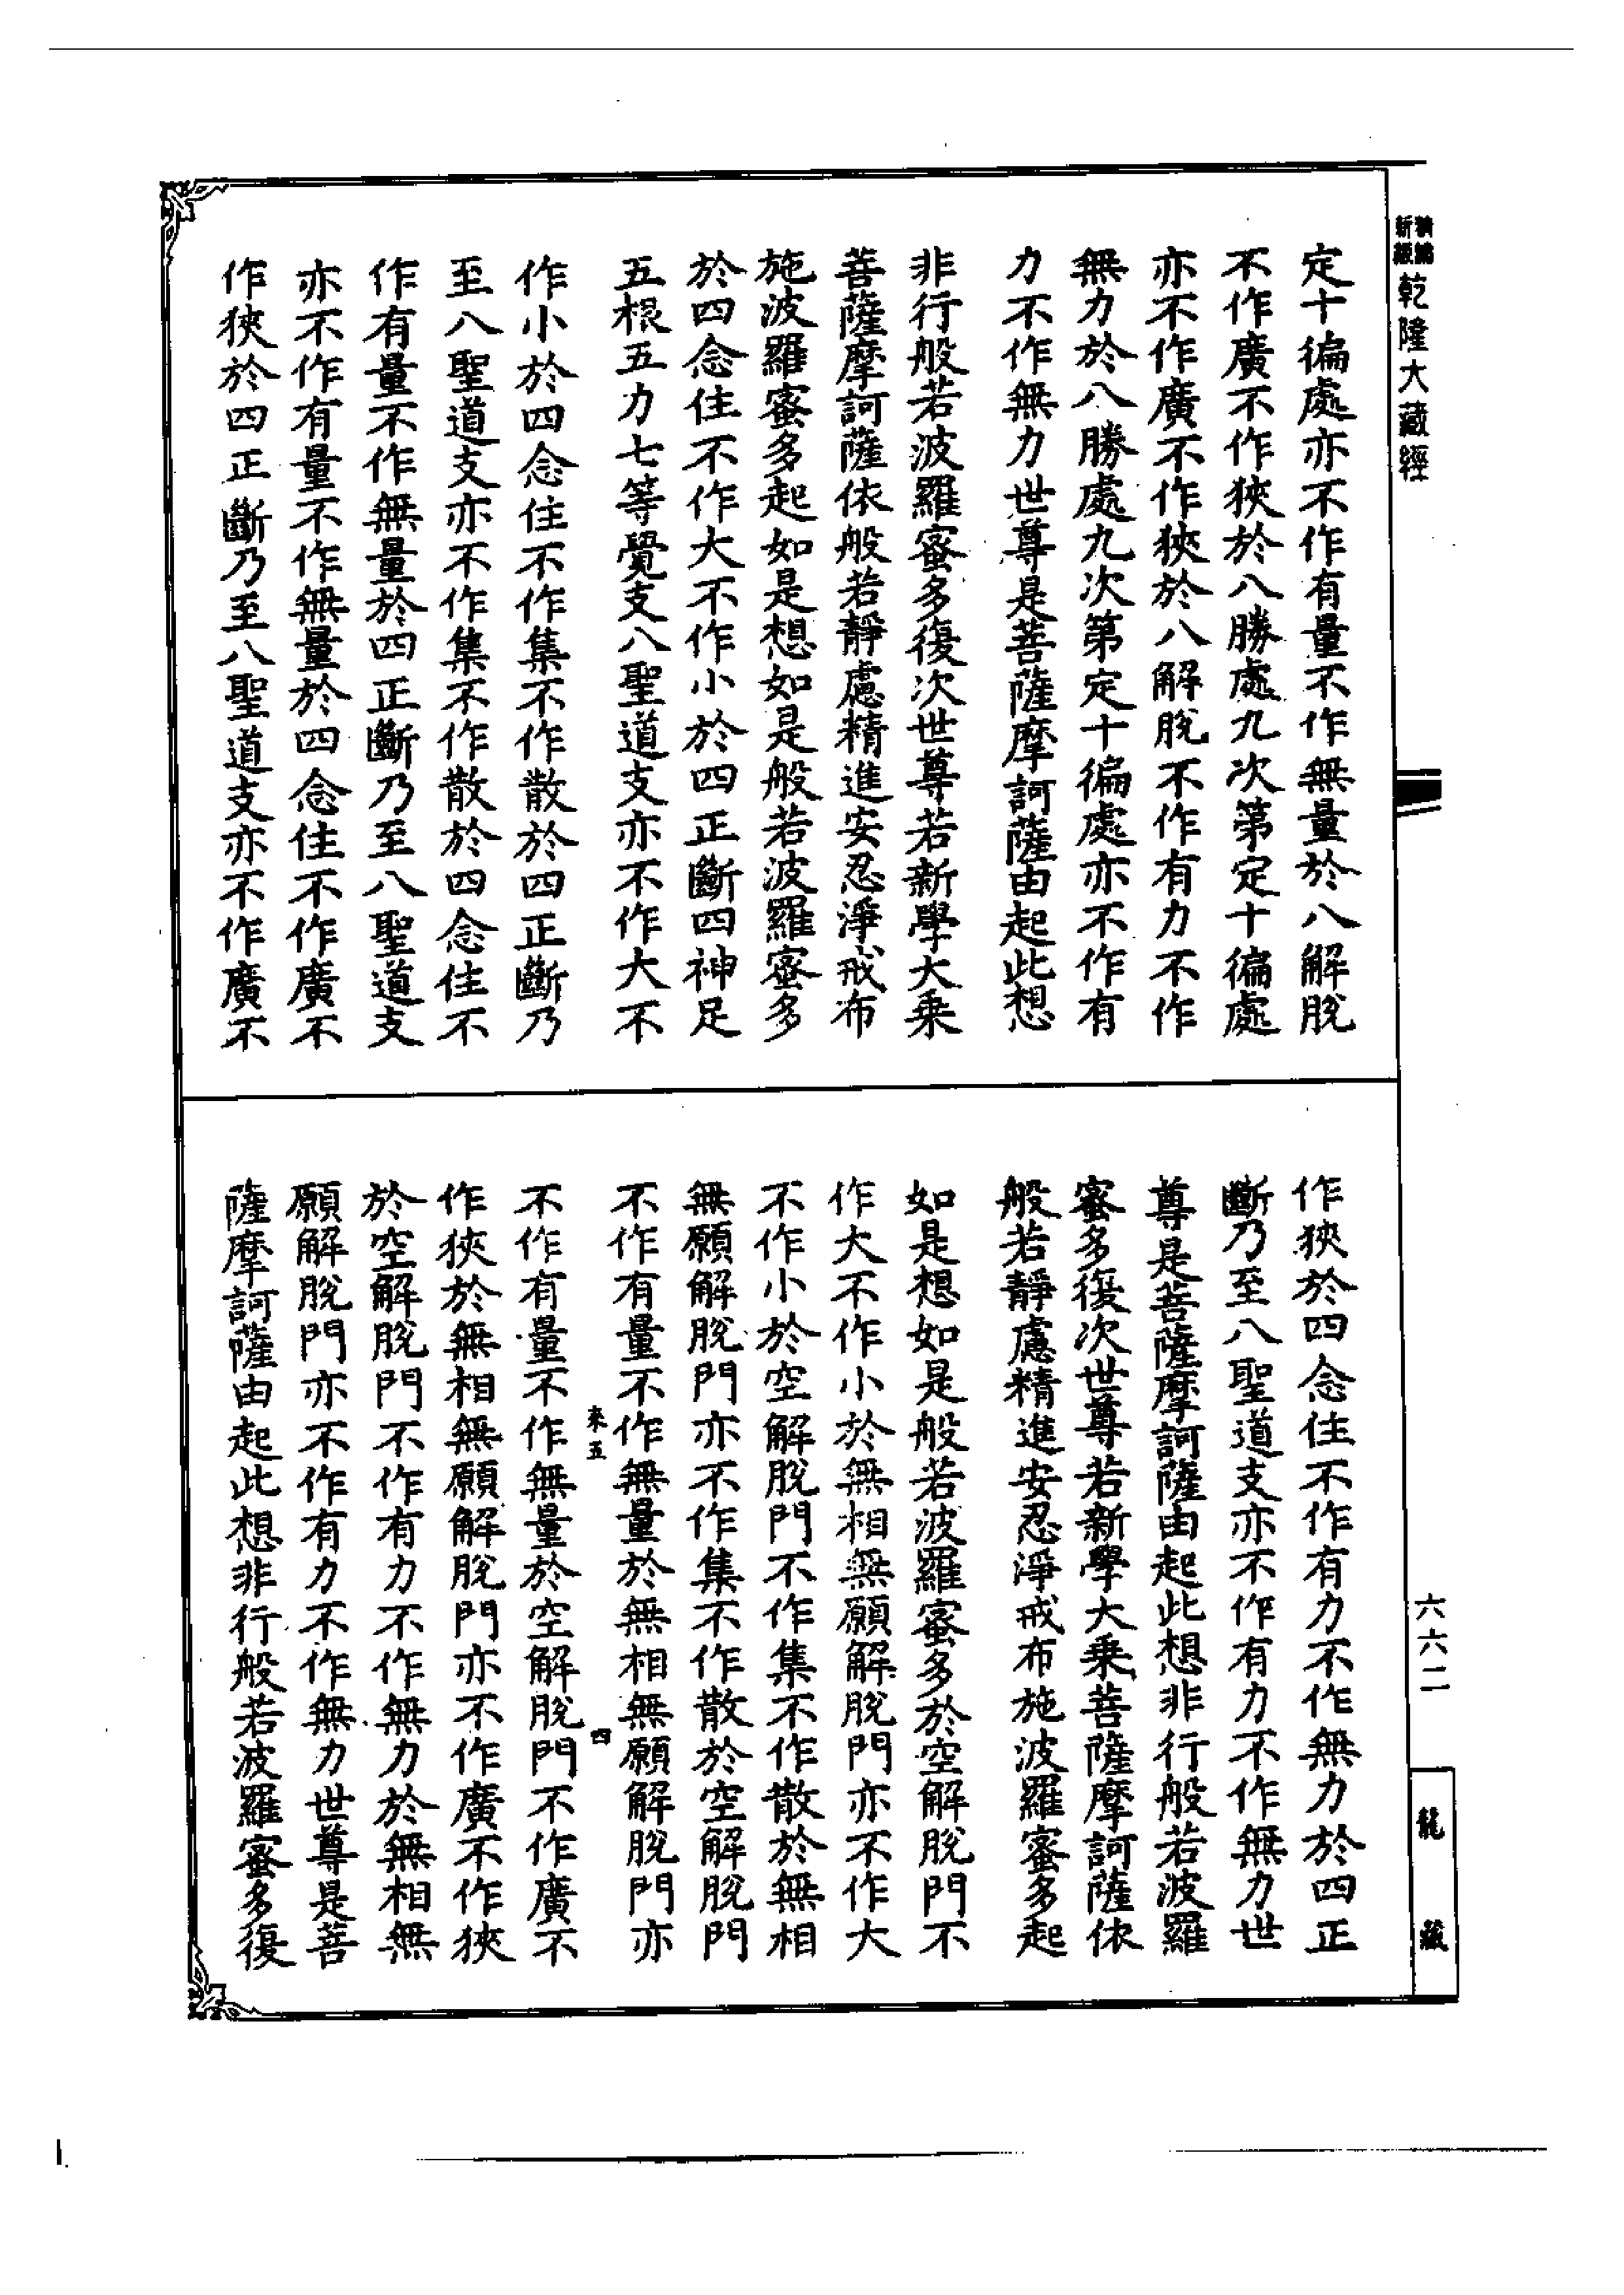 新編縮版乾隆大藏經
定十徧處亦不作有量不作無量於八解脫
不作廣不作狹於八勝處九次第定十徧處
亦不作廣不作狹於八解脫不作有力不作
無力於八勝處九次第定十徧處亦不作有
力不作無力世尊是菩薩摩訶薩由起此想
非行般若波羅蜜多復次世尊若新學大乘
菩薩摩訶薩依般若靜慮精進安忍淨戒布
施波羅蜜多起如是想如是般若波羅蜜多
於四念住不作大不作小於四正斷四神足
五根五力七等覺支八聖道支亦不作大不
作小於四念住不作集不作散於四正斷乃
至八聖道支亦不作集不作散於四念住不
作有量不作無量於四正斷乃至八聖道支
亦不作有量不作無量於四念住不作廣不
作狹於四正斷乃至八聖道支亦不作廣不
作狹於四念住不作有力不作無力於四正
斷乃至八聖道支亦不作有力不作無力世
尊是菩薩摩訶薩由起此想非行般若波羅
蜜多復次世尊若新學大乘菩薩摩訶薩依
般若靜慮精進安忍淨戒布施波羅蜜多起
如是想如是般若波羅蜜多於空解脫門不
作大不作小於無相無願解脫門亦不作大
不作小於空解脫門不作集不作散於無相
無願解脫門亦不作集不作散於空解脫門
不作有量不作無量於無相無願解脫門亦
來五 四
不作有量不作無量於空解脫門不作廣不
作狹於無相無願解脫門亦不作廣不作狹
於空解脫門不作有力不作無力於無相無
願解脫門亦不作有力不作無力世尊是菩
薩摩訶薩由起此想非行般若波羅蜜多復
六六二
龍藏